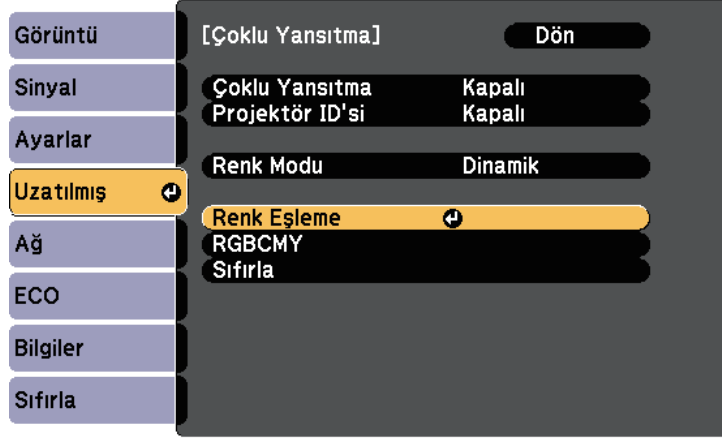 Görüntü
Sinyal
Ayarlar
Uzatılmış
Ağ
ECO
Bilgiler
Sıfırla
[Çoklu Yansıtma] Dön
Çoklu Yansıtma Kapalı
Projektör ID'si Kapalı
Renk Modu Dinamik
Renk Eşleme
RGBCMY
Sıfırla